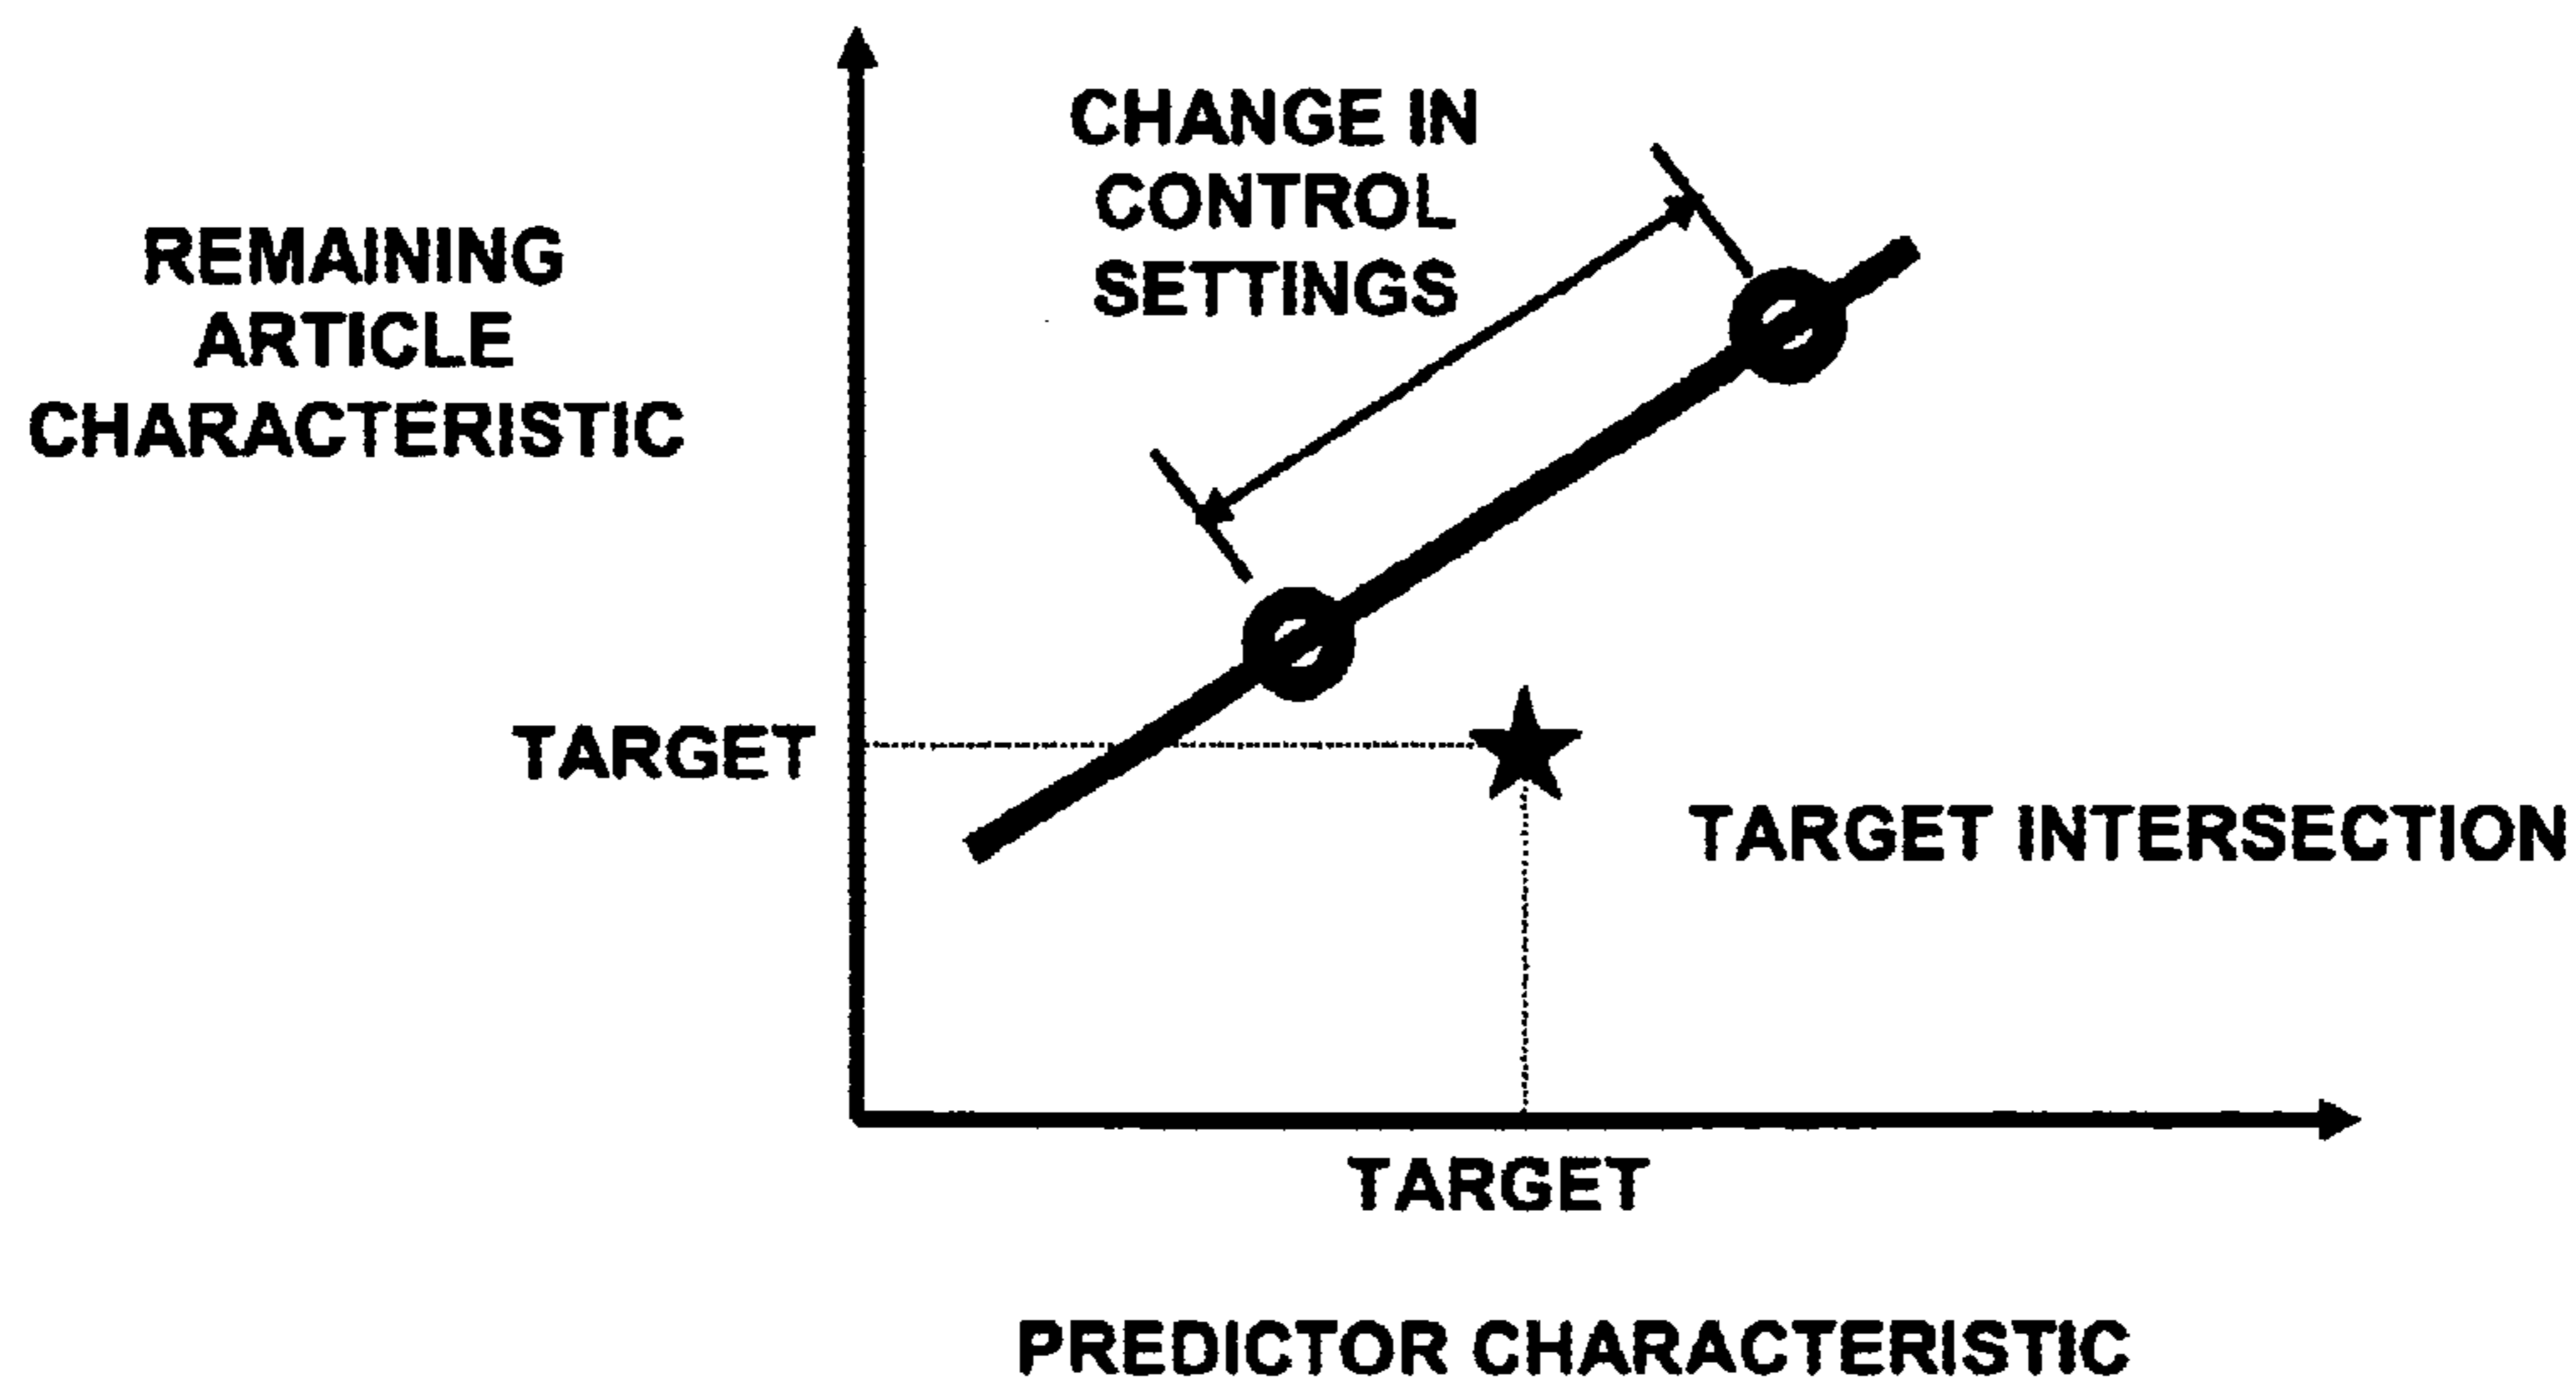 CHANGE IN
CONTROL
SETTINGS
REMAINING
ARTICLE
CHARACTERISTIC
TARGET
TARGET INTERSECTION
TARGET
PREDICTOR CHARACTERISTIC